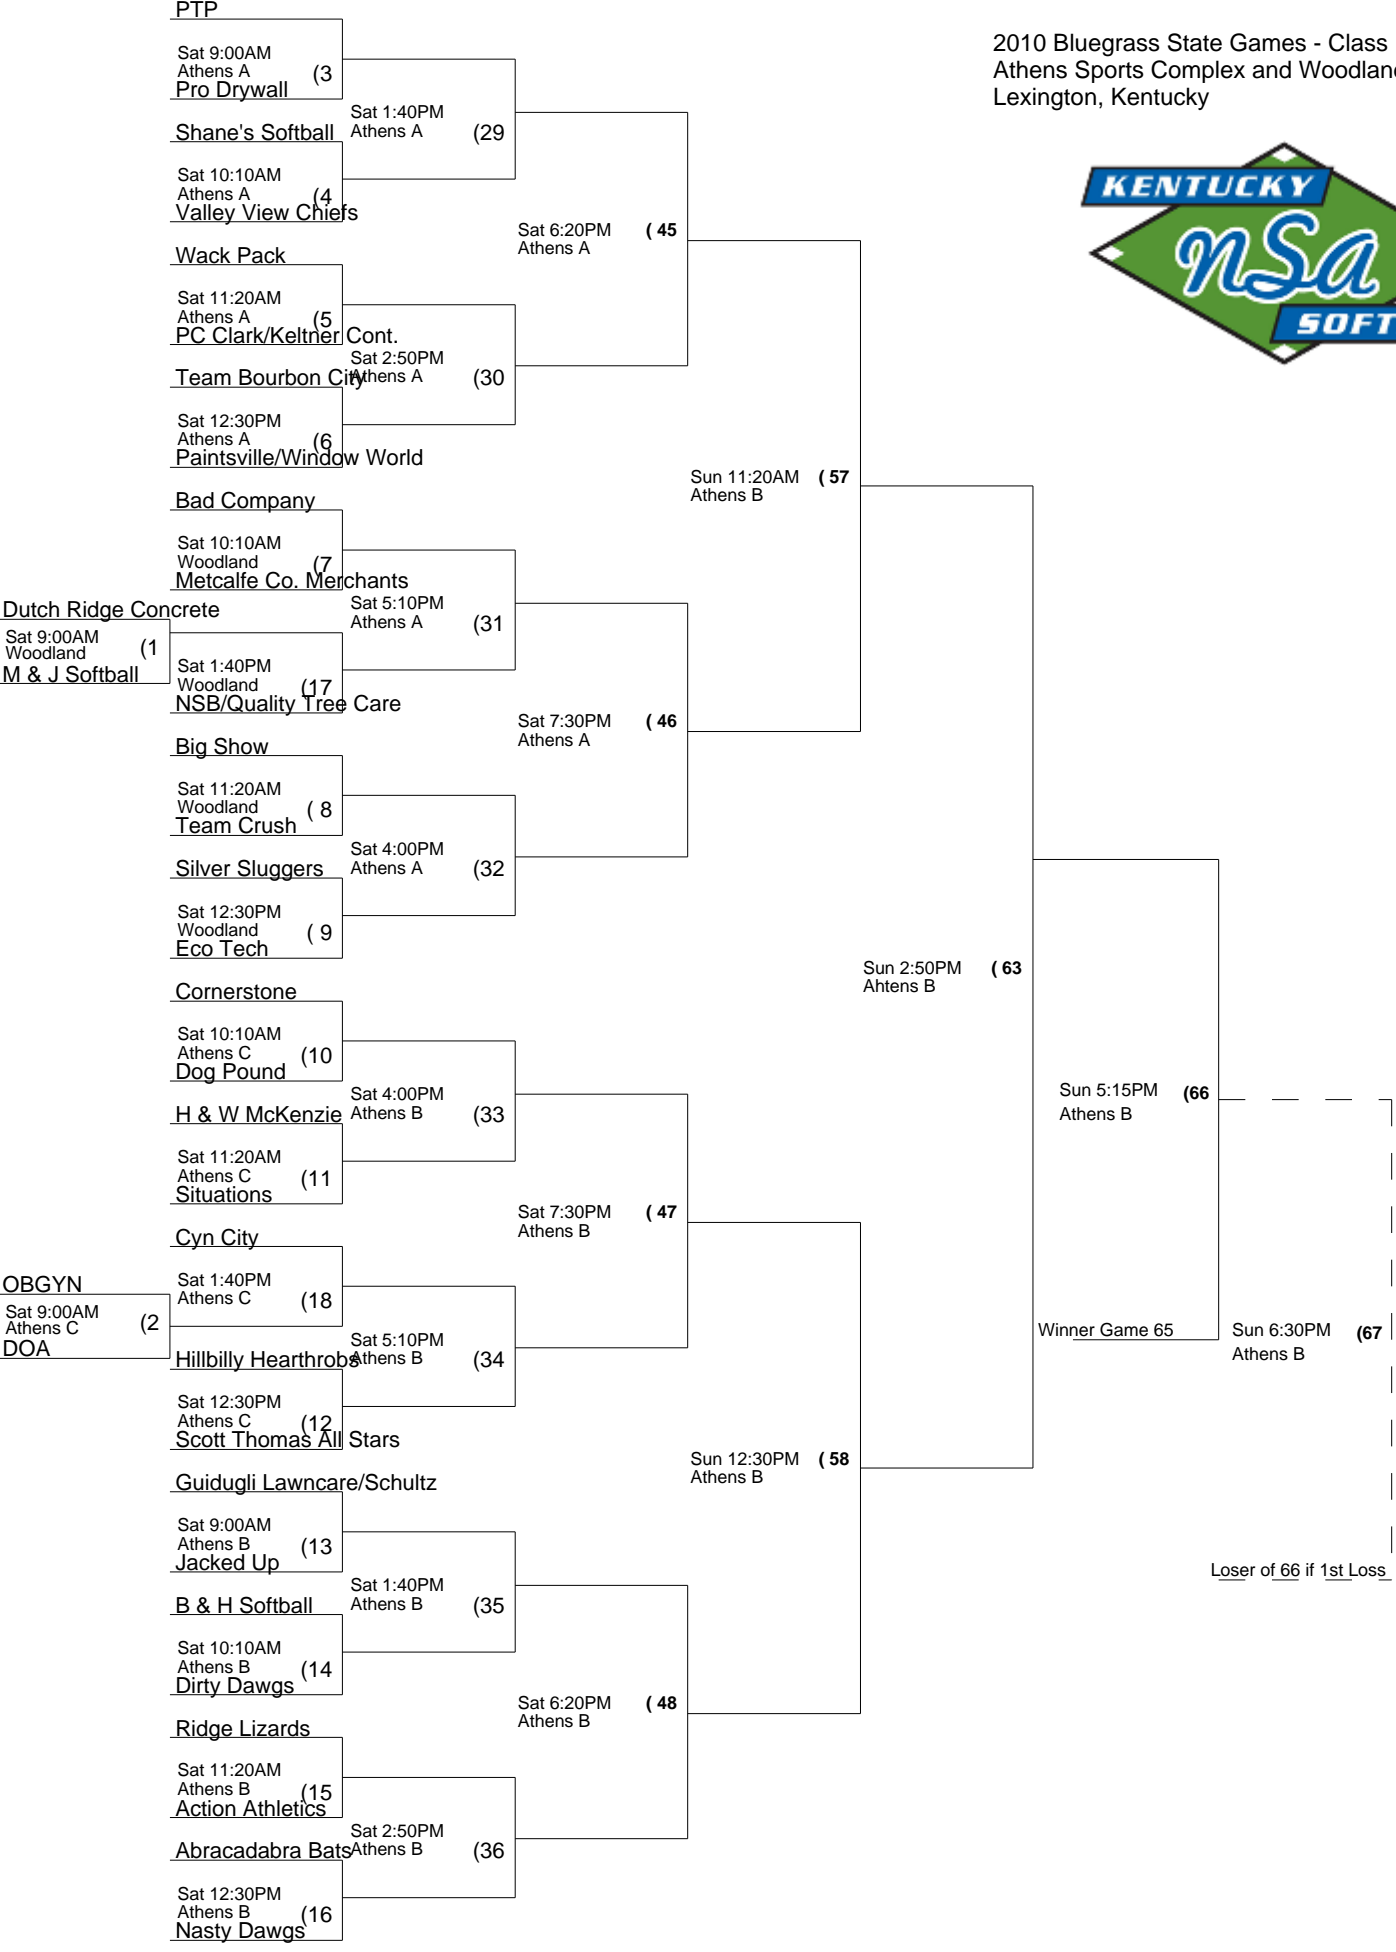 PTP
2010 Bluegrass State Games - Class
Athens Sports Complex and Woodlan
Lexington, Kentucky
KENTUCKY
nSa
SOFT
Sat 9:00AM
Athens A (3
Pro Drywall
Sat 1:40PM
Athens A (29
Shane's Softball
Sat 10:10AM
Athens A (4
Valley View Chiefs
Sat 6:20PM ( 45
Athens A
Wack Pack
Sat 11:20AM
Athens A (5
PC Clark/Keltner Cont.
Sat 2:50PM
Athens A (30
Team Bourbon City
Sat 12:30PM
Athens A (6
Paintsville/Window World
Sun 11:20AM ( 57
Athens B
Bad Company
Sat 10:10AM
Woodland (7
Metcalfe Co. Merchants
Sat 5:10PM
Athens A (31
Dutch Ridge Concrete
Sat 9:00AM
Woodland (1
M & J Softball
Sat 1:40PM
Woodland (17
NSB/Quality Tree Care
Sat 7:30PM ( 46
Athens A
Big Show
Sat 11:20AM
Woodland ( 8
Team Crush
Sat 4:00PM
Athens A (32
Silver Sluggers
Sat 12:30PM
Woodland ( 9
Eco Tech
Sun 2:50PM ( 63
Ahtens B
Cornerstone
Sat 10:10AM
Athens C (10
Dog Pound
Sat 4:00PM
Athens B (33
Sun 5:15PM (66
Athens B
H & W McKenzie
Sat 11:20AM
Athens C (11
Situations
Sat 7:30PM ( 47
Athens B
Cyn City
Sat 1:40PM
Athens C (18
OBGYN
Sat 9:00AM
Athens C (2
DOA
Sat 5:10PM
Athens B (34
Winner Game 65
Sun 6:30PM (67
Athens B
Hillbilly Hearthrobs
Sat 12:30PM
Athens C (12
Scott Thomas All Stars
Sun 12:30PM ( 58
Athens B
Guidugli Lawncare/Schultz
Sat 9:00AM
Athens B (13
Jacked Up
Loser of 66 if 1st Loss
Sat 1:40PM
Athens B (35
B & H Softball
Sat 10:10AM
Athens B (14
Dirty Dawgs
Sat 6:20PM ( 48
Athens B
Ridge Lizards
Sat 11:20AM
Athens B (15
Action Athletics
Sat 2:50PM
Athens B (36
Abracadabra Bats
Sat 12:30PM
Athens B (16
Nasty Dawgs